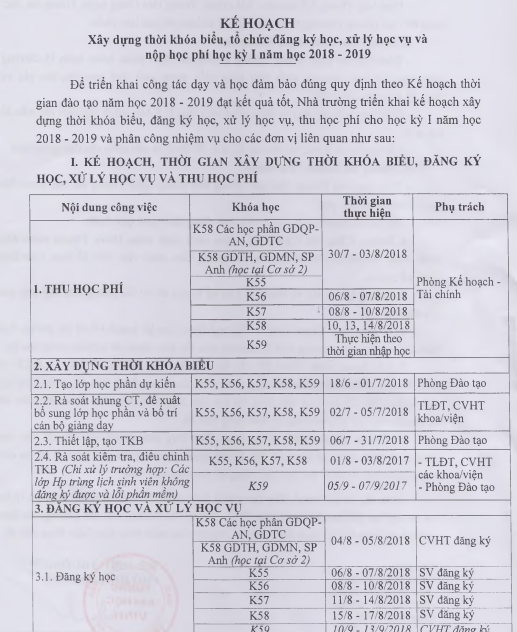 KẾ HOẠCH
Xây dựng thời khóa biểu, tổ chức đăng ký học, xử lý học vụ và
nộp học phí học kỳ I năm học 2018 - 2019
Để triển khai công tác dạy và học đảm bảo đúng quy định theo Kế hoạch thời
gian đào tạo năm học 2018 - 2019 đạt kết quả tốt, Nhà trường triển khai kế hoạch xây
dựng thời khóa biểu, đăng ký học, xử lý học vụ, thu học phí cho học kỳ I năm học
2018 - 2019 và phân công nhiệm vụ cho các đơn vị liên quan như sau:
I. KẾ HOẠCH, THỜI GIAN XÂY DỰNG THỜI KHÓA BIỂU, ĐĂNG KÝ
HỌC, XỬ LÝ HỌC VỤ VÀ THU HỌC PHÍ
Nội dung công việc
Khóa học
Thời gian
thực hiện
Phụ trách
1. THU HỌC PHÍ
K58 Các học phần GDQP-
AN, GDTC
K58 GDTH, GDMN, SP
Anh (học tại Cơ sở 2)
K55
30/7 - 03/8/2018
K56
06/8 - 07/8/2018
K57
08/8 - 10/8/2018
K58
10, 13, 14/8/2018
K59
Thực hiện theo
thời gian nhập học
Phòng Kế hoạch -
Tài chính
2. XÂY DỰNG THỜI KHÓA BIỂU
2.1. Tạo lớp học phần dự kiến
K55, K56, K57, K58, K59
18/6 - 01/7/2018
Phòng Đào tạo
2.2. Rà soát khung CT, đề xuất
bổ sung lớp học phần và bố trí
cán bộ giảng dạy
K55, K56, K57, K58, K59
02/7 - 05/7/2018
TLĐT, CVHT
khoa/viện
2.3. Thiết lập, tạo TKB
K55, K56, K57, K58, K59
06/7 - 31/7/2018
Phòng Đào tạo
2.4. Rà soát kiểm tra, điều chỉnh
TKB (Chỉ xử lý trường hợp: Các
lớp Hp trùng lịch sinh viên không
đăng ký được và lỗi phần mềm)
K55, K56, K57, K58
01/8 - 03/8/2017
K59
05/9 - 07/9/2017
- TLĐT, CVHT
các khoa/viện
- Phòng Đào tạo
3. ĐĂNG KÝ HỌC VÀ XỬ LÝ HỌC VỤ
3.1. Đăng ký học
K58 Các học phần GDQP-
AN, GDTC
K58 GDTH, GDMN, SP
Anh (học tại Cơ sở 2)
04/8 - 05/8/2018
CVHT đăng ký
K55
06/8 - 07/8/2018
SV đăng ký
K56
08/8 - 10/8/2018
SV đăng ký
K57
11/8 - 14/8/2018
SV đăng ký
K58
15/8 - 17/8/2018
SV đăng ký
K59
10/9 - 13/9/2018
CVHT đăng ký